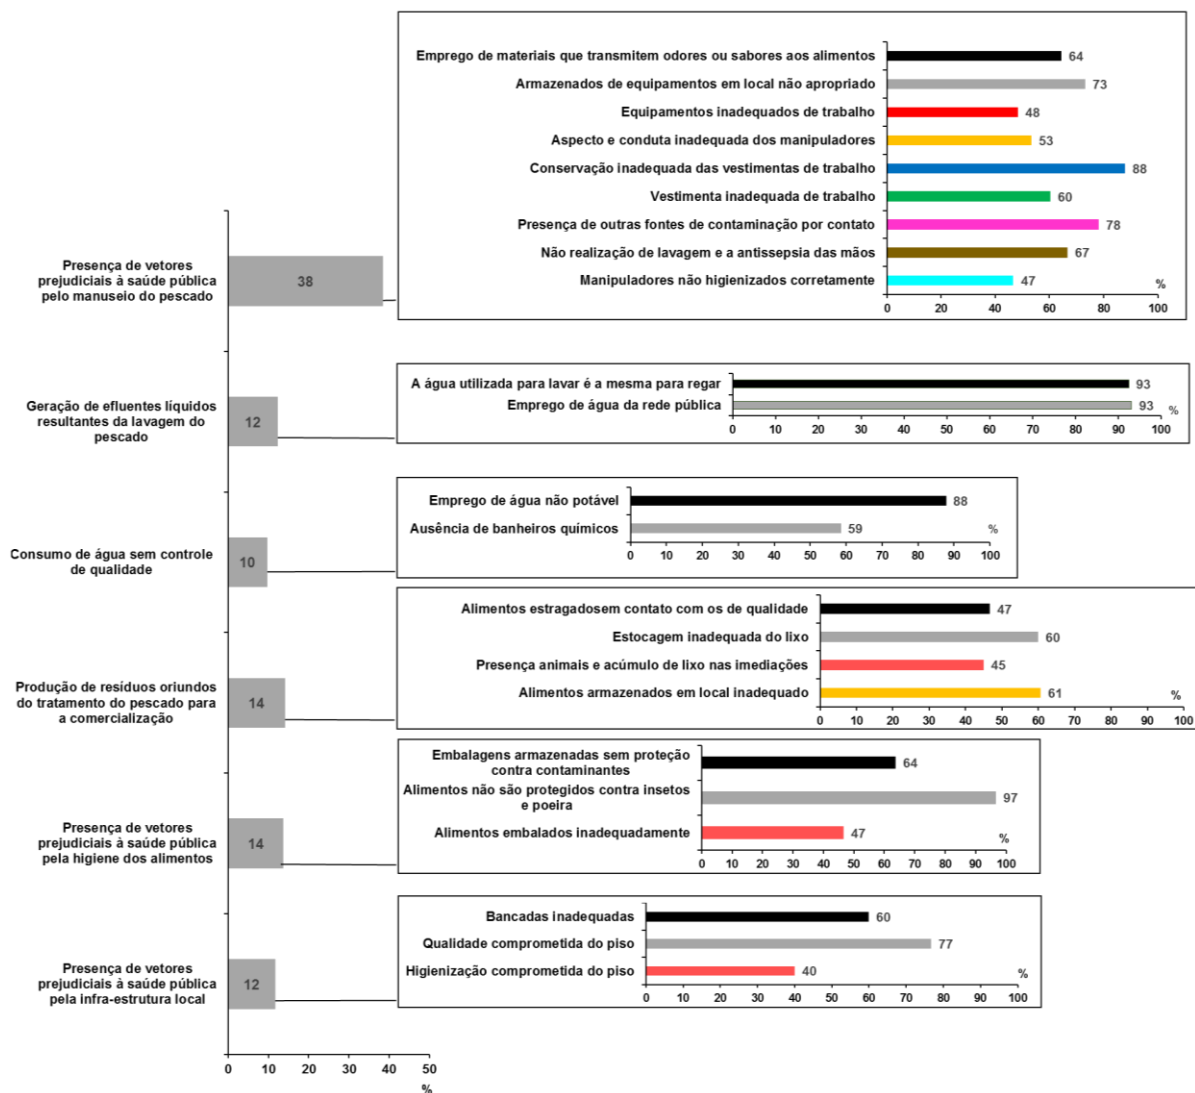 Emprego de materiais que transmitem odores ou sabores aos alimentos 64
Armazenados de equipamentos em local não apropriado 73
Equipamentos inadequados de trabalho 48
Aspecto e conduta inadequada dos manipuladores 53
Conservação inadequada das vestimentas de trabalho 88
Vestimenta inadequada de trabalho 60
Presença de outras fontes de contaminação por contato 78
Não realização de lavagem e a antissepsia das mãos 67
Manipuladores não higienizados corretamente 47
%
0 20 40 60 80 100
Presença de vetores
prejudiciais à saúde pública
pelo manuseio do pescado
38
A água utilizada para lavar é a mesma para regar 93
Emprego de água da rede pública 93
%
0 10 20 30 40 50 60 70 80 90 100
Geração de efluentes líquidos
resultantes da lavagem do
pescado
12
Emprego de água não potável 88
Ausência de banheiros químicos 59
%
0 10 20 30 40 50 60 70 80 90 100
Consumo de água sem controle
de qualidade
10
Alimentos estragadosem contato com os de qualidade 47
Estocagem inadequada do lixo 60
Presença animais e acúmulo de lixo nas imediações 45
Alimentos armazenados em local inadequado 61
%
0 10 20 30 40 50 60 70 80 90 100
Produção de resíduos oriundos
do tratamento do pescado para
a comercialização
14
Embalagens armazenadas sem proteção
contra contaminantes
64
Alimentos não são protegidos contra insetos
e poeira
97
Alimentos embalados inadequadamente 47
%
0 10 20 30 40 50 60 70 80 90 100
Presença de vetores
prejudiciais à saúde pública
pela higiene dos alimentos
14
Bancadas inadequadas 60
Qualidade comprometida do piso 77
Higienização comprometida do piso 40
%
0 10 20 30 40 50 60 70 80 90 100
Presença de vetores
prejudiciais à saúde pública
pela infra-estrutura local
12
0 10 20 30 40 50
%